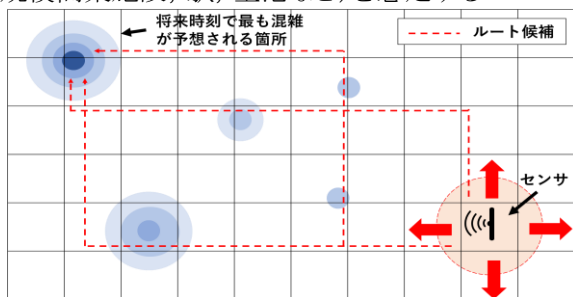 将来時刻で最も混雑
が予想される箇所
ルート候補
センサ